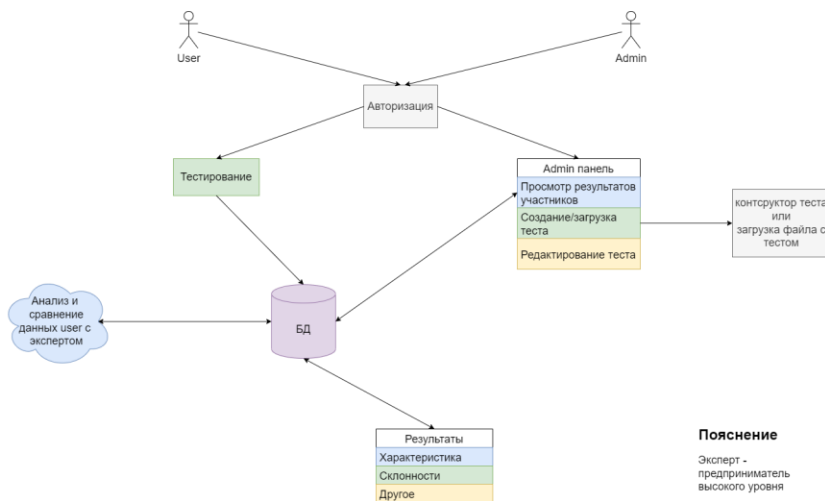 User
Admin
Авторизация
Тестирование
Admin панель
Просмотр результатов
участников
Создание/загрузка
теста
Редактирование теста
контсруктор теста
или
загрузка файла с
тестом
Анализ и
сравнение
данных user с
экспертом
БД
Результаты
Характеристика
Склонности
Другое
Пояснение
Эксперт -
предприниматель
высокого уровня